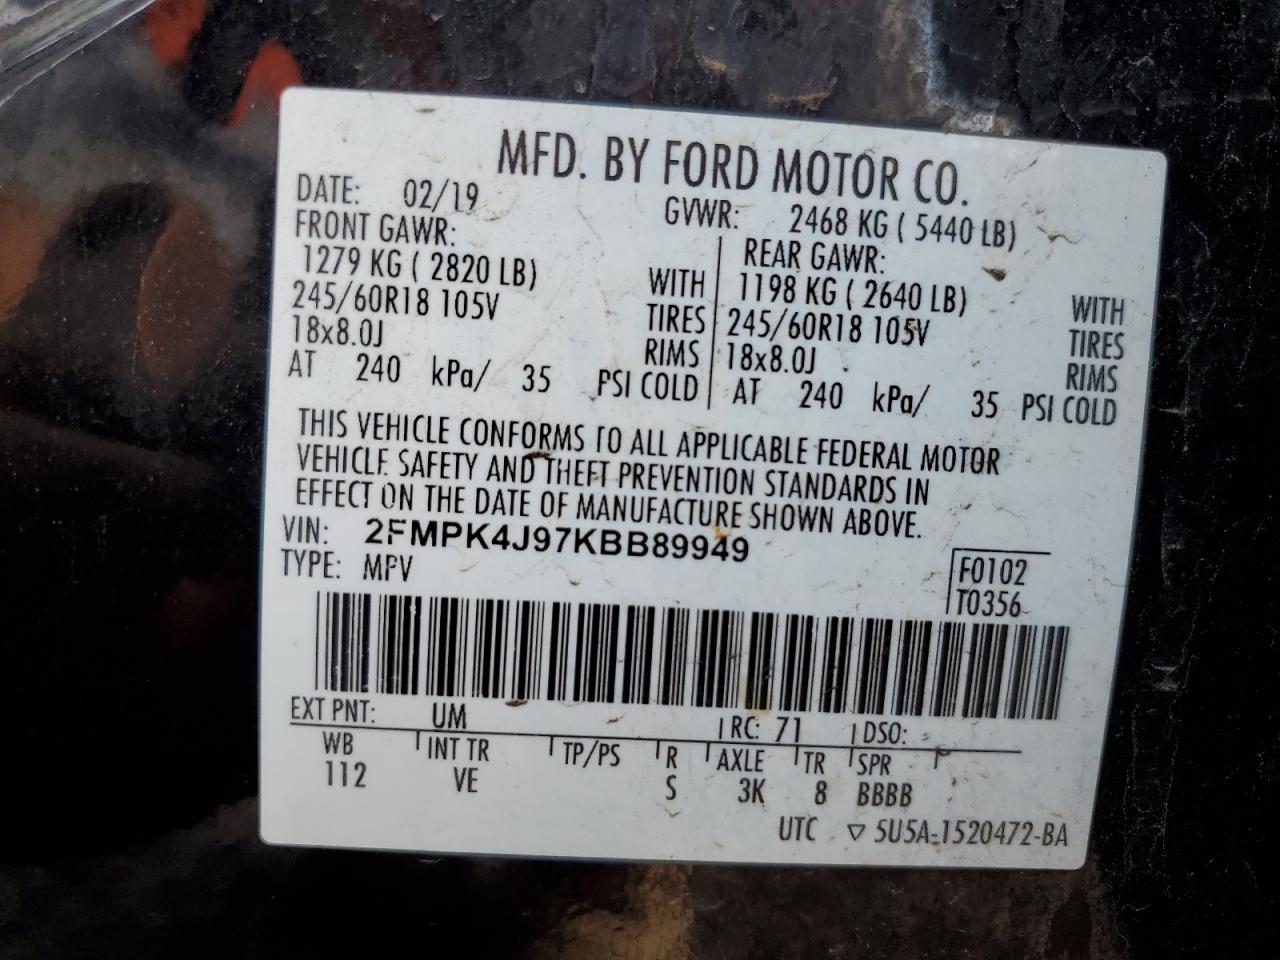 MFD. BY FORD MOTOR CO.
DATE: 02/19 GVWR: 2468 KG ( 5440 LB)
FRONT GAWR: REAR GAWR:
1279 KG ( 2820 LB) WITH 1198 KG ( 2640 LB) WITH
245/60R18 105V TIRES 245/60R18 105V TIRES
18x8.0J RIMS 18x8.0J RIMS
AT 240 kPa/ 35 PSI COLD AT 240 kPa/ 35 PSI COLD
THIS VEHICLE CONFORMS TO ALL APPLICABLE FEDERAL MOTOR
VEHICLE SAFETY AND THEFT PREVENTION STANDARDS IN
EFFECT ON THE DATE OF MANUFACTURE SHOWN ABOVE.
VIN: 2FMPK4J97KBB89949
TYPE: MPV F0102
T0356
EXT PNT: UM RC: 71 DSO:
WB INT TR TP/PS R AXLE TR SPR
112 VE S 3K 8 BBBB
UTC ▽ 5U5A-1520472-BA